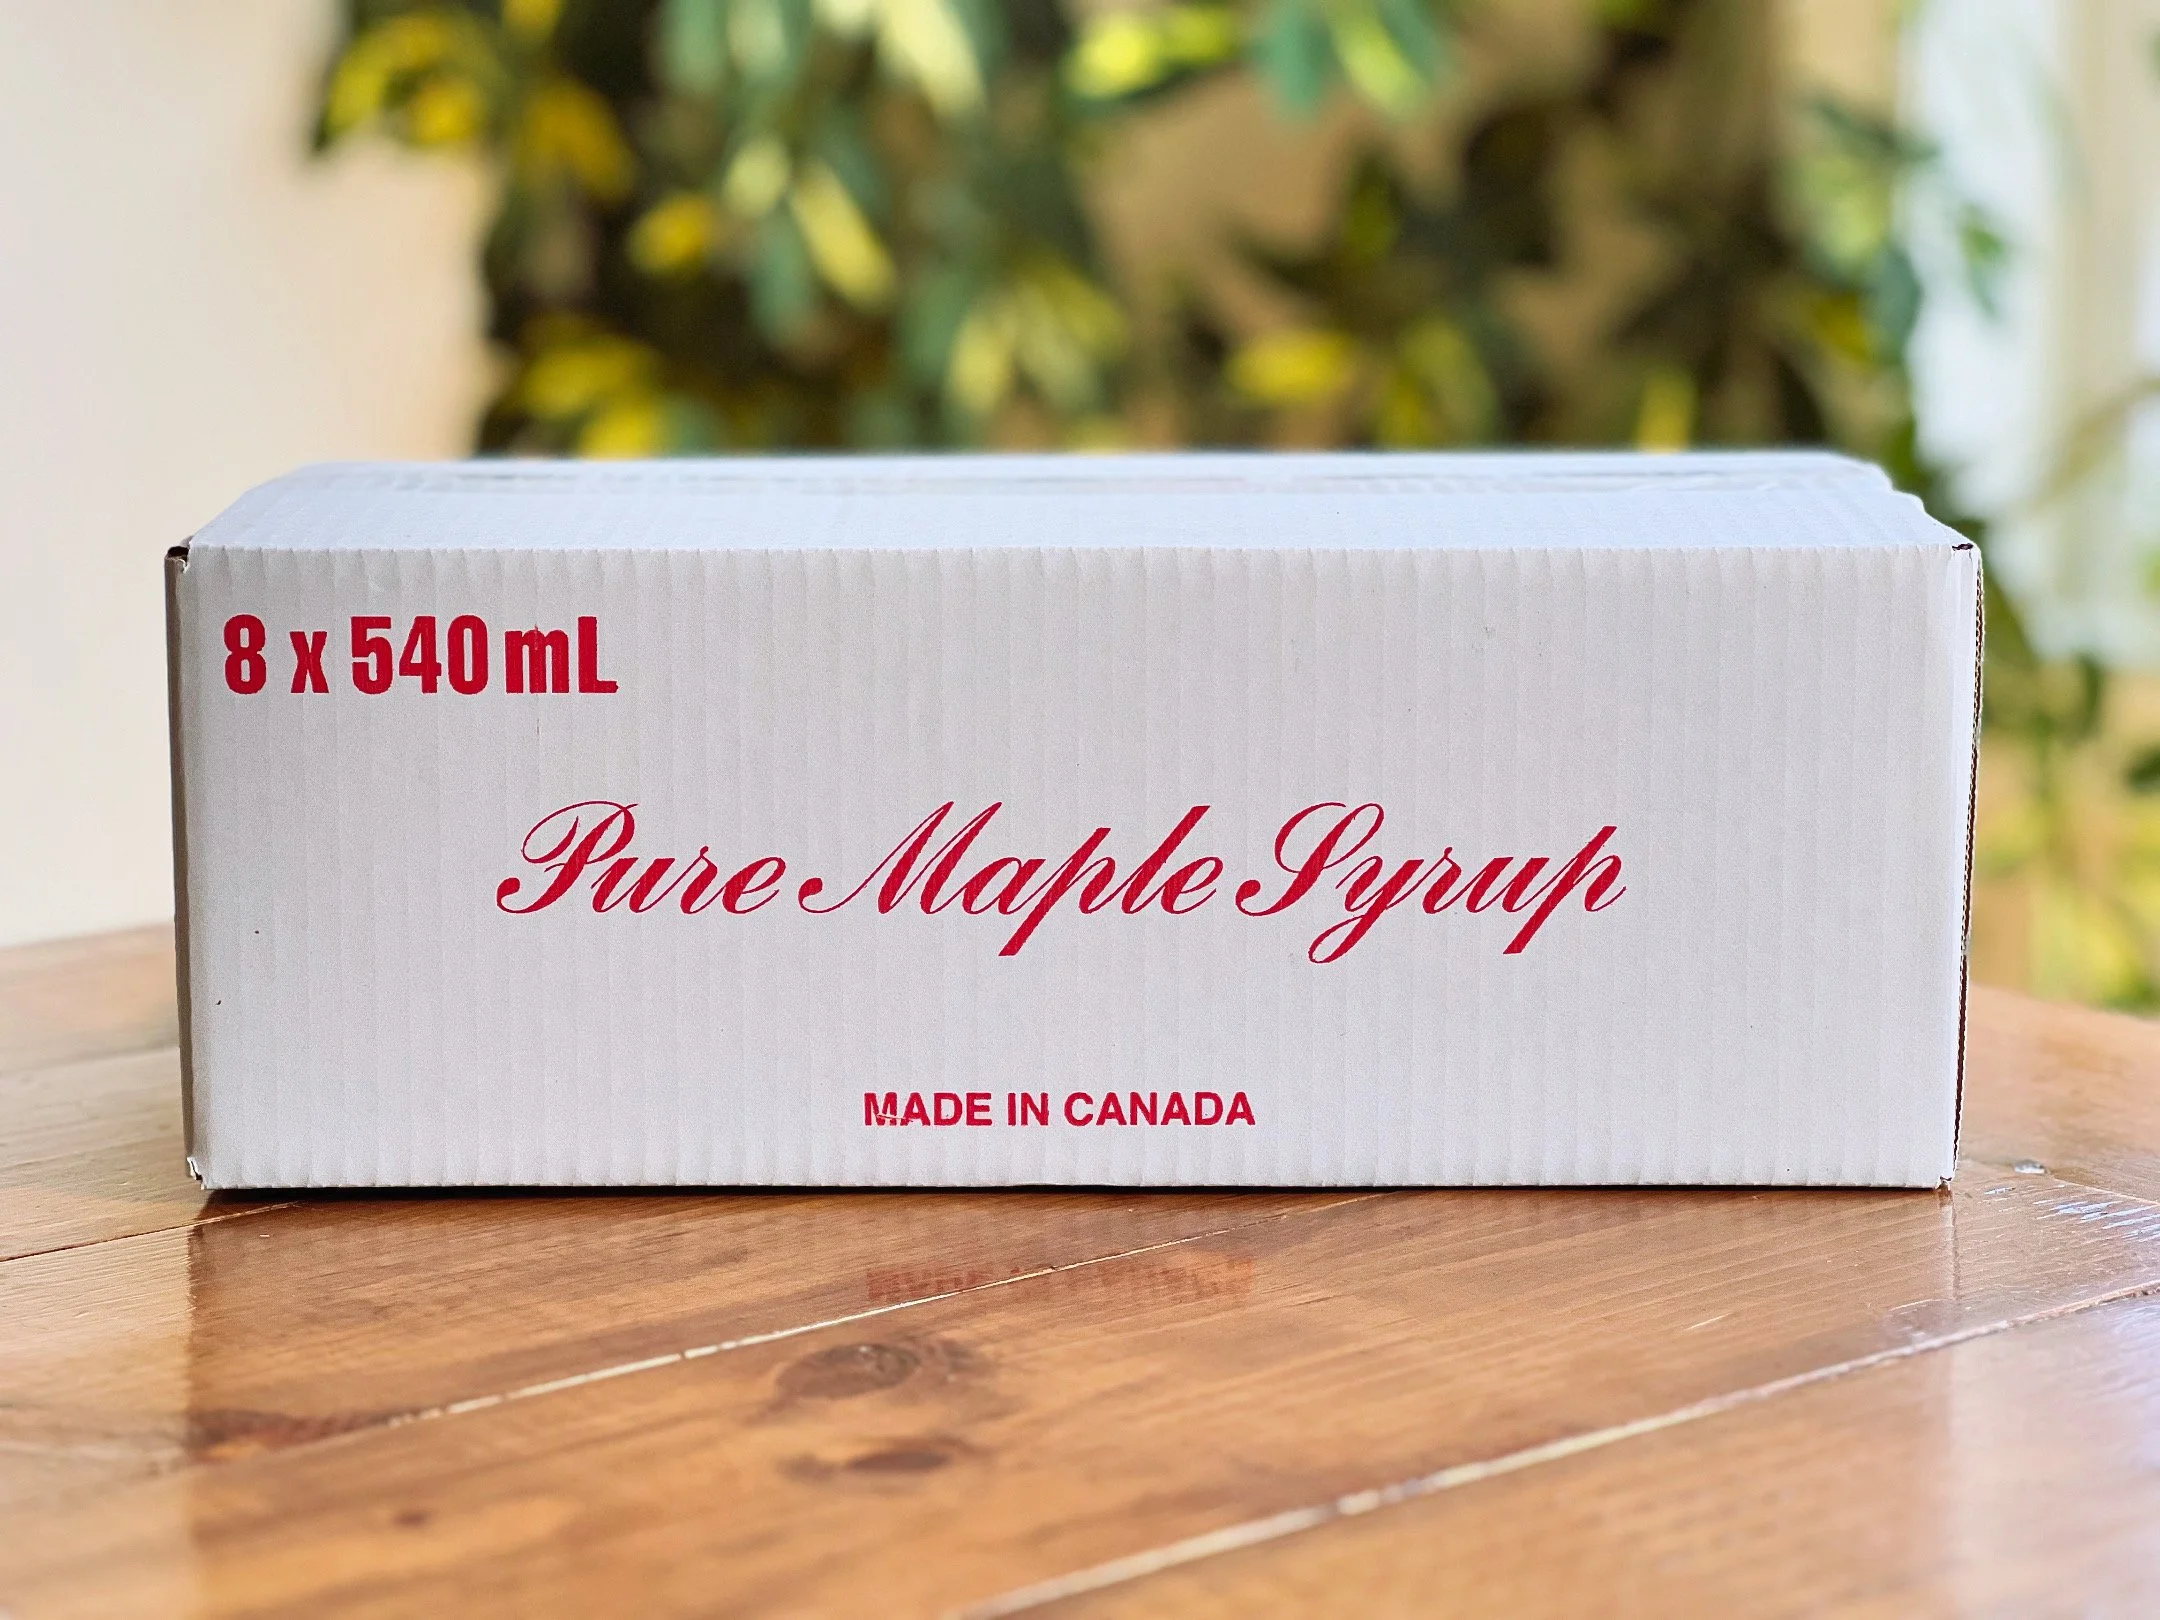 8 x 540 mL
Pure Maple Syrup
MADE IN CANADA